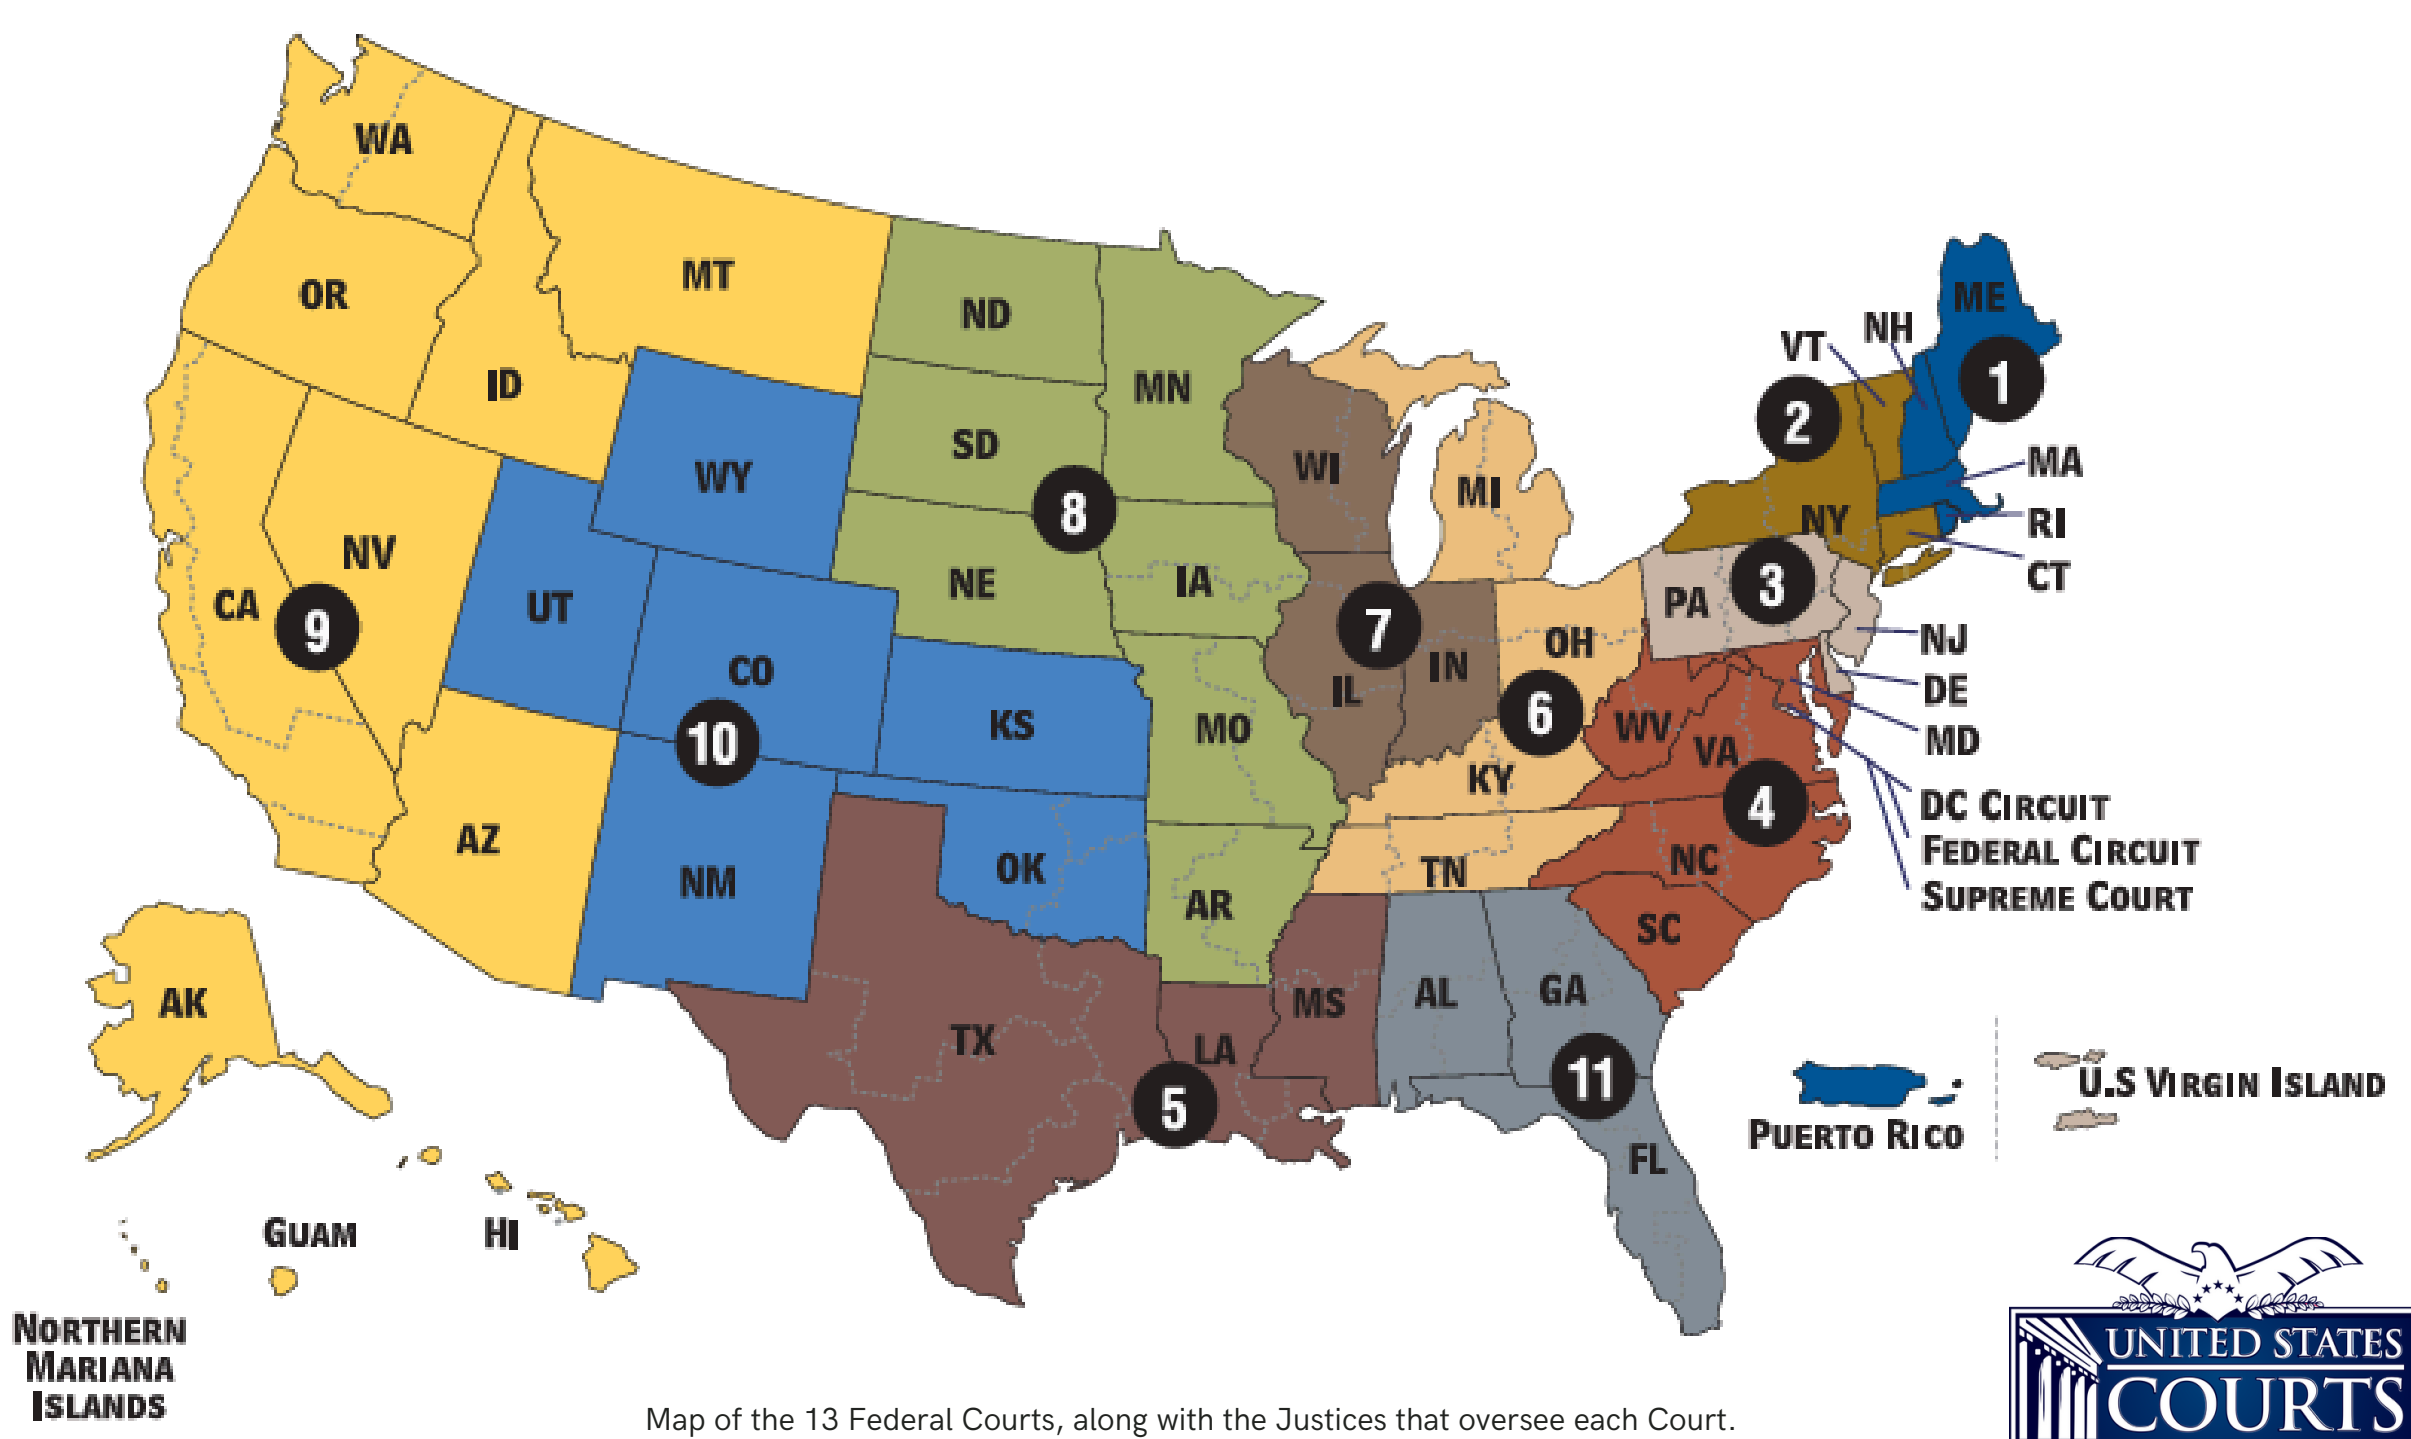 WA
MT
OR
ND
ME
NH
VT
1
ID
MN
2
SD
MA
WI
WY
MI
8
NY
RI
NV
CT
IA
NE
3
PA
CA
UT
9
7
OH
NJ
IN
CO
DE
IL
6
KS
WV
MO
MD
10
VA
KY
4
DC CIRCUIT
AZ
FEDERAL CIRCUIT
NC
OK
TN
NM
SUPREME COURT
AR
SC
GA
AL
AK
MS
TX
LA
11
U.S VIRGIN ISLAND
5
PUERTO RICO
FL
GUAM
HI
NORTHERN
MARIANA
ISLANDS
UNITED STATES
COURTS
Map of the 13 Federal Courts, along with the Justices that oversee each Court.